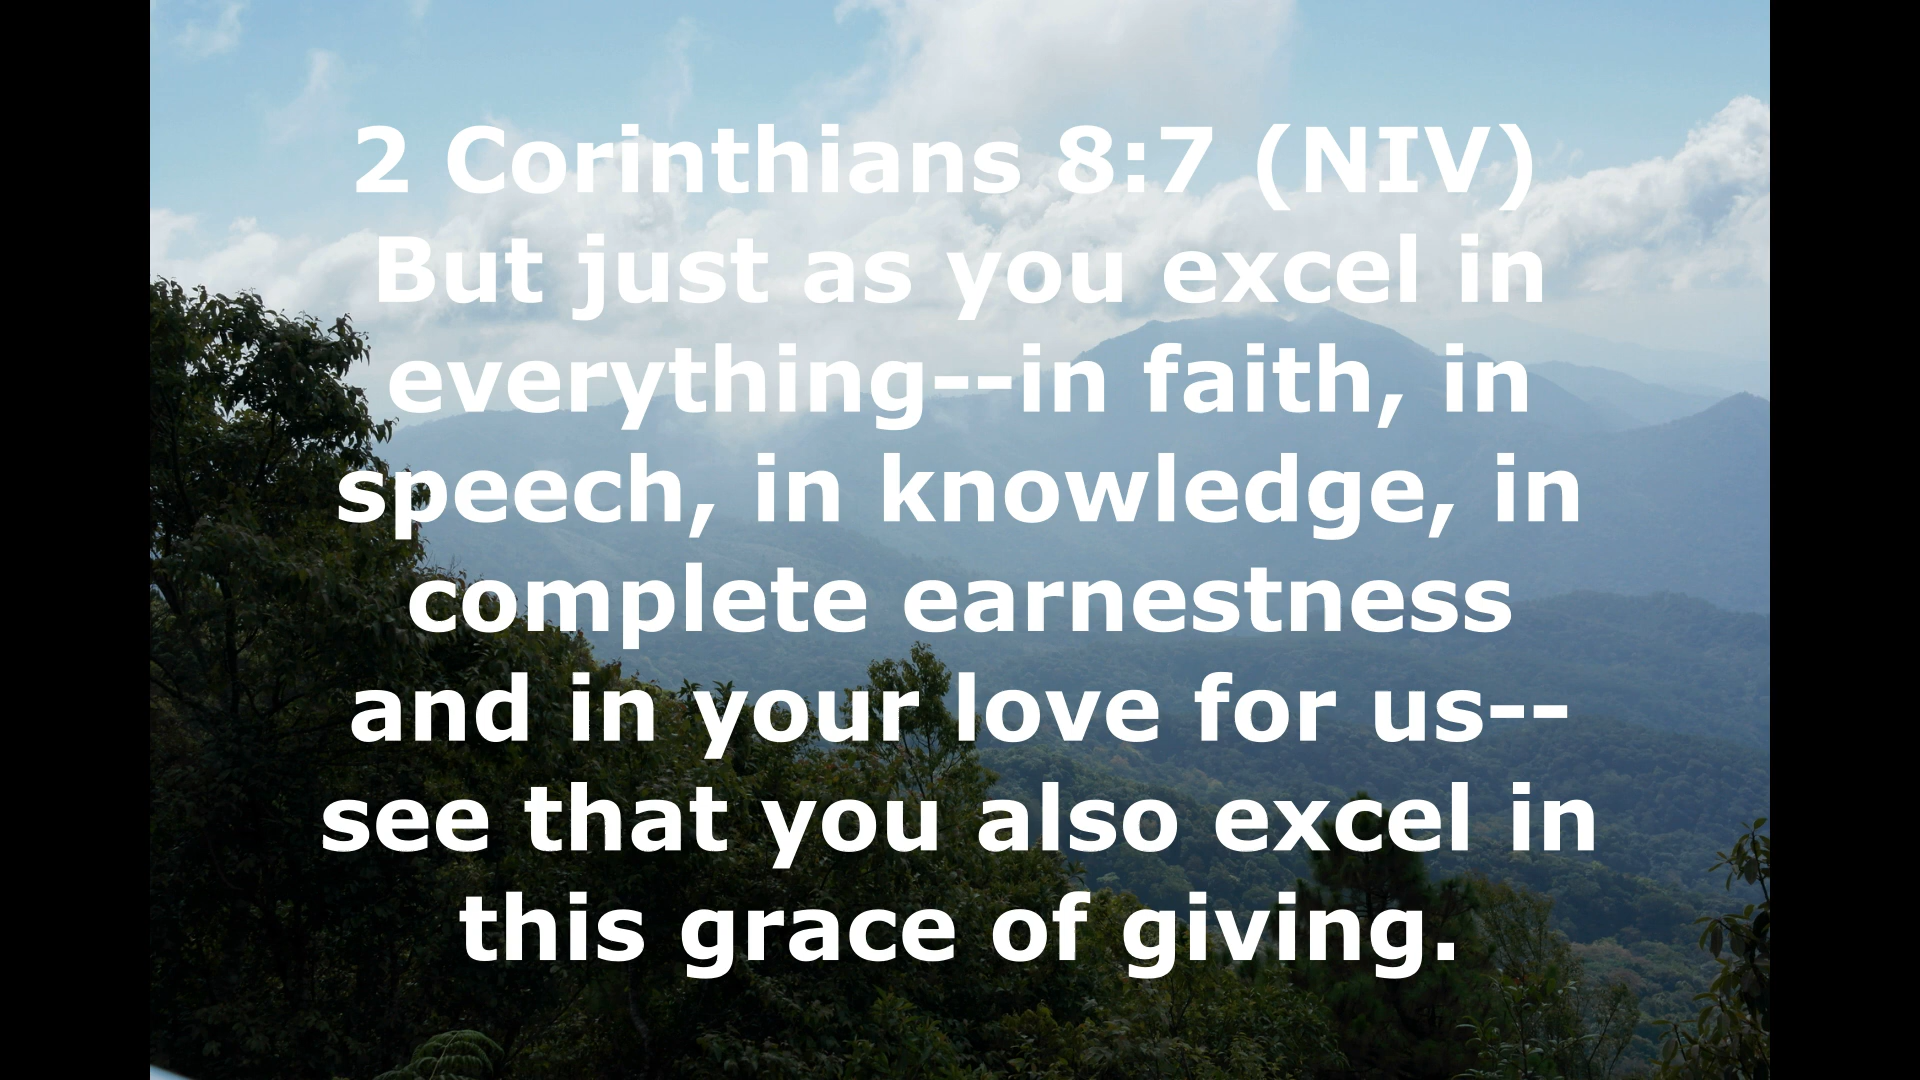 2 Corinthians 8:7 (NIV)
But just as you excel in
everything--in faith, in
speech, in knowledge, in
complete earnestness
and in your love for us--
see that you also excel in
this grace of giving.